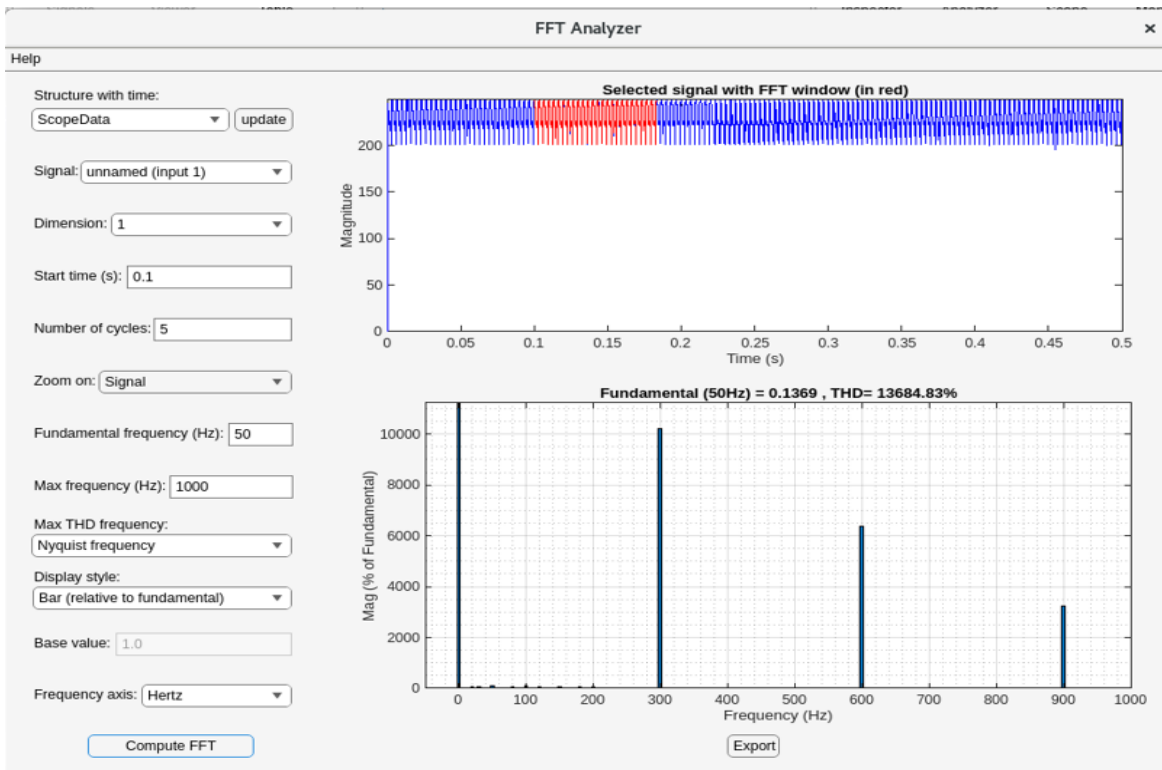 FFT Analyzer
×
Help
Structure with time:
ScopeData
update
Signal: unnamed (input 1)
Dimension: 1
Start time (s): 0.1
Number of cycles: 5
Zoom on: Signal
Fundamental frequency (Hz): 50
Max frequency (Hz): 1000
Max THD frequency:
Nyquist frequency
Display style:
Bar (relative to fundamental)
Base value: 1.0
Frequency axis: Hertz
Compute FFT
Selected signal with FFT window (in red)
200
150
100
50
0
Magnitude
0 0.05 0.1 0.15 0.2 0.25 0.3 0.35 0.4 0.45 0.5
Time (s)
Fundamental (50Hz) = 0.1369 , THD= 13684.83%
10000
8000
6000
4000
2000
0
Mag (% of Fundamental)
0 100 200 300 400 500 600 700 800 900 1000
Frequency (Hz)
Export